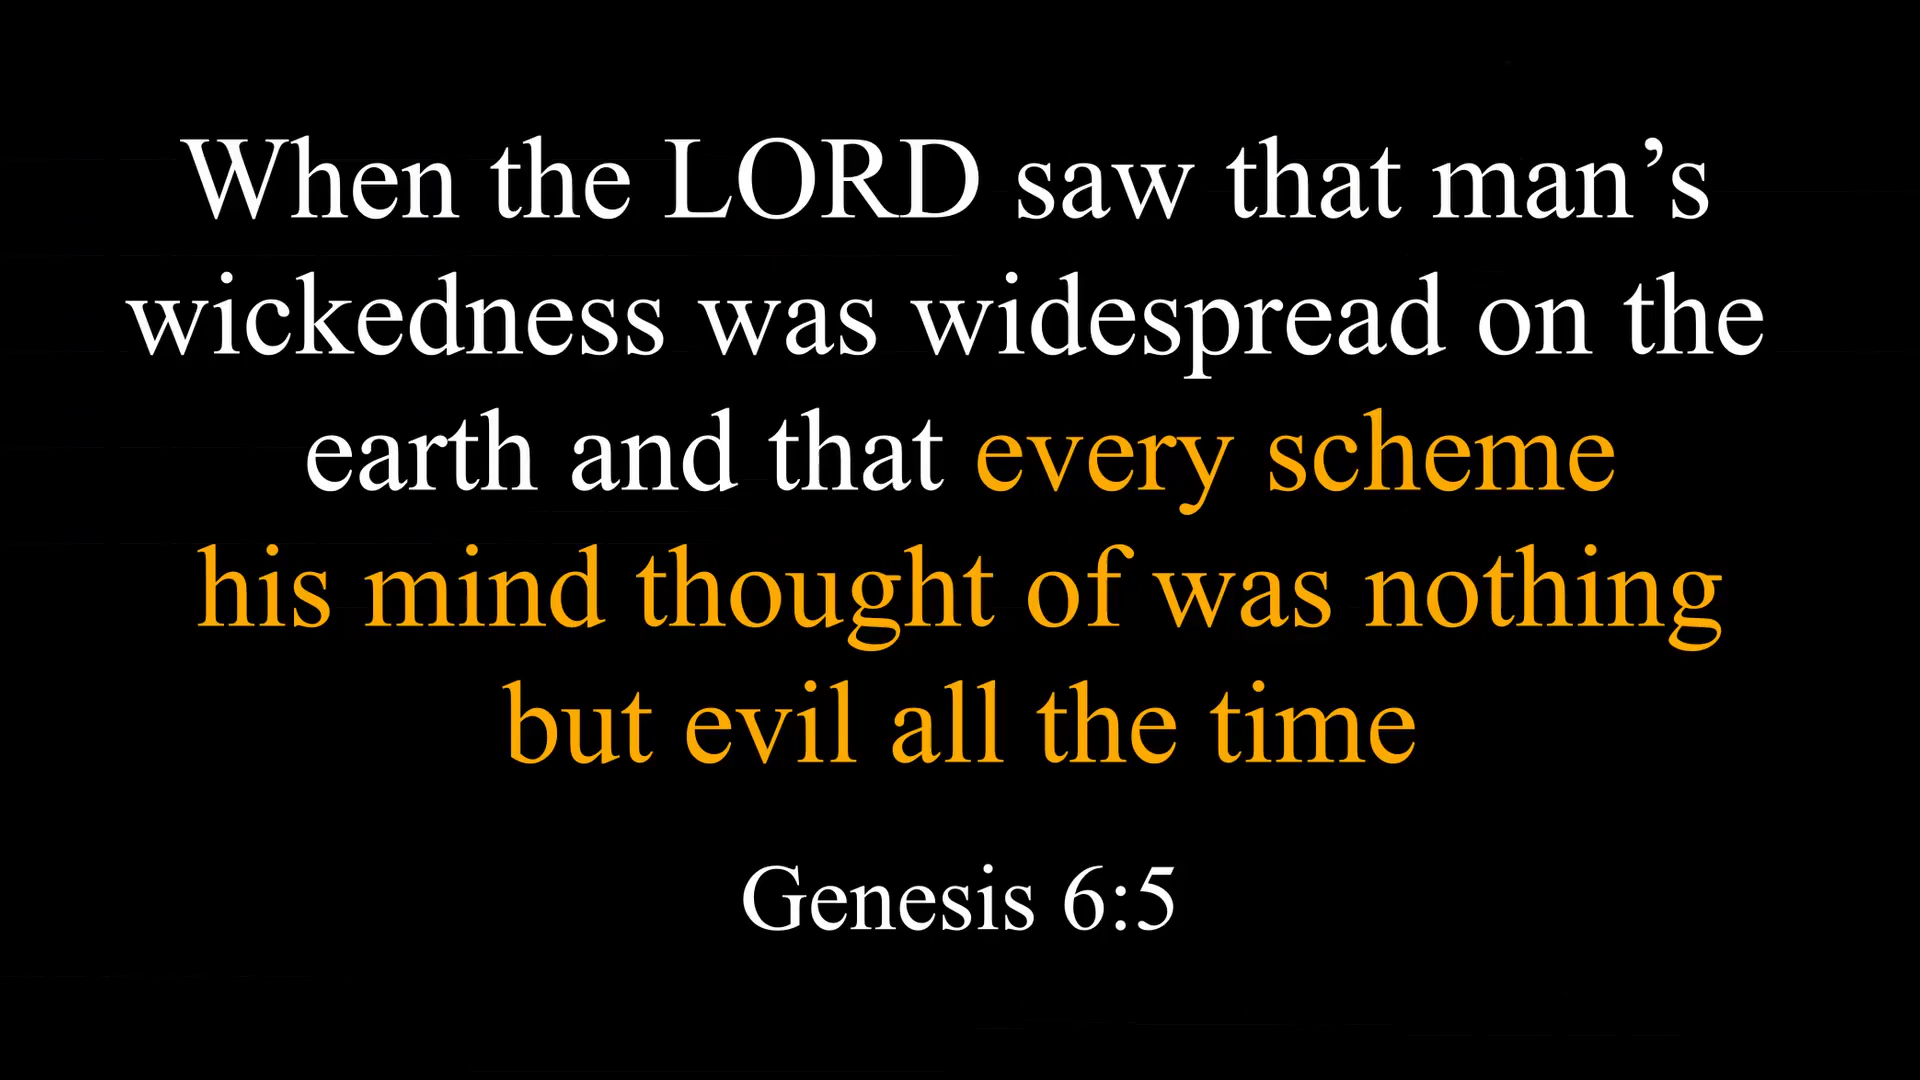 When the LORD saw that man’s
wickedness was widespread on the
earth and that every scheme
his mind thought of was nothing
but evil all the time
Genesis 6:5